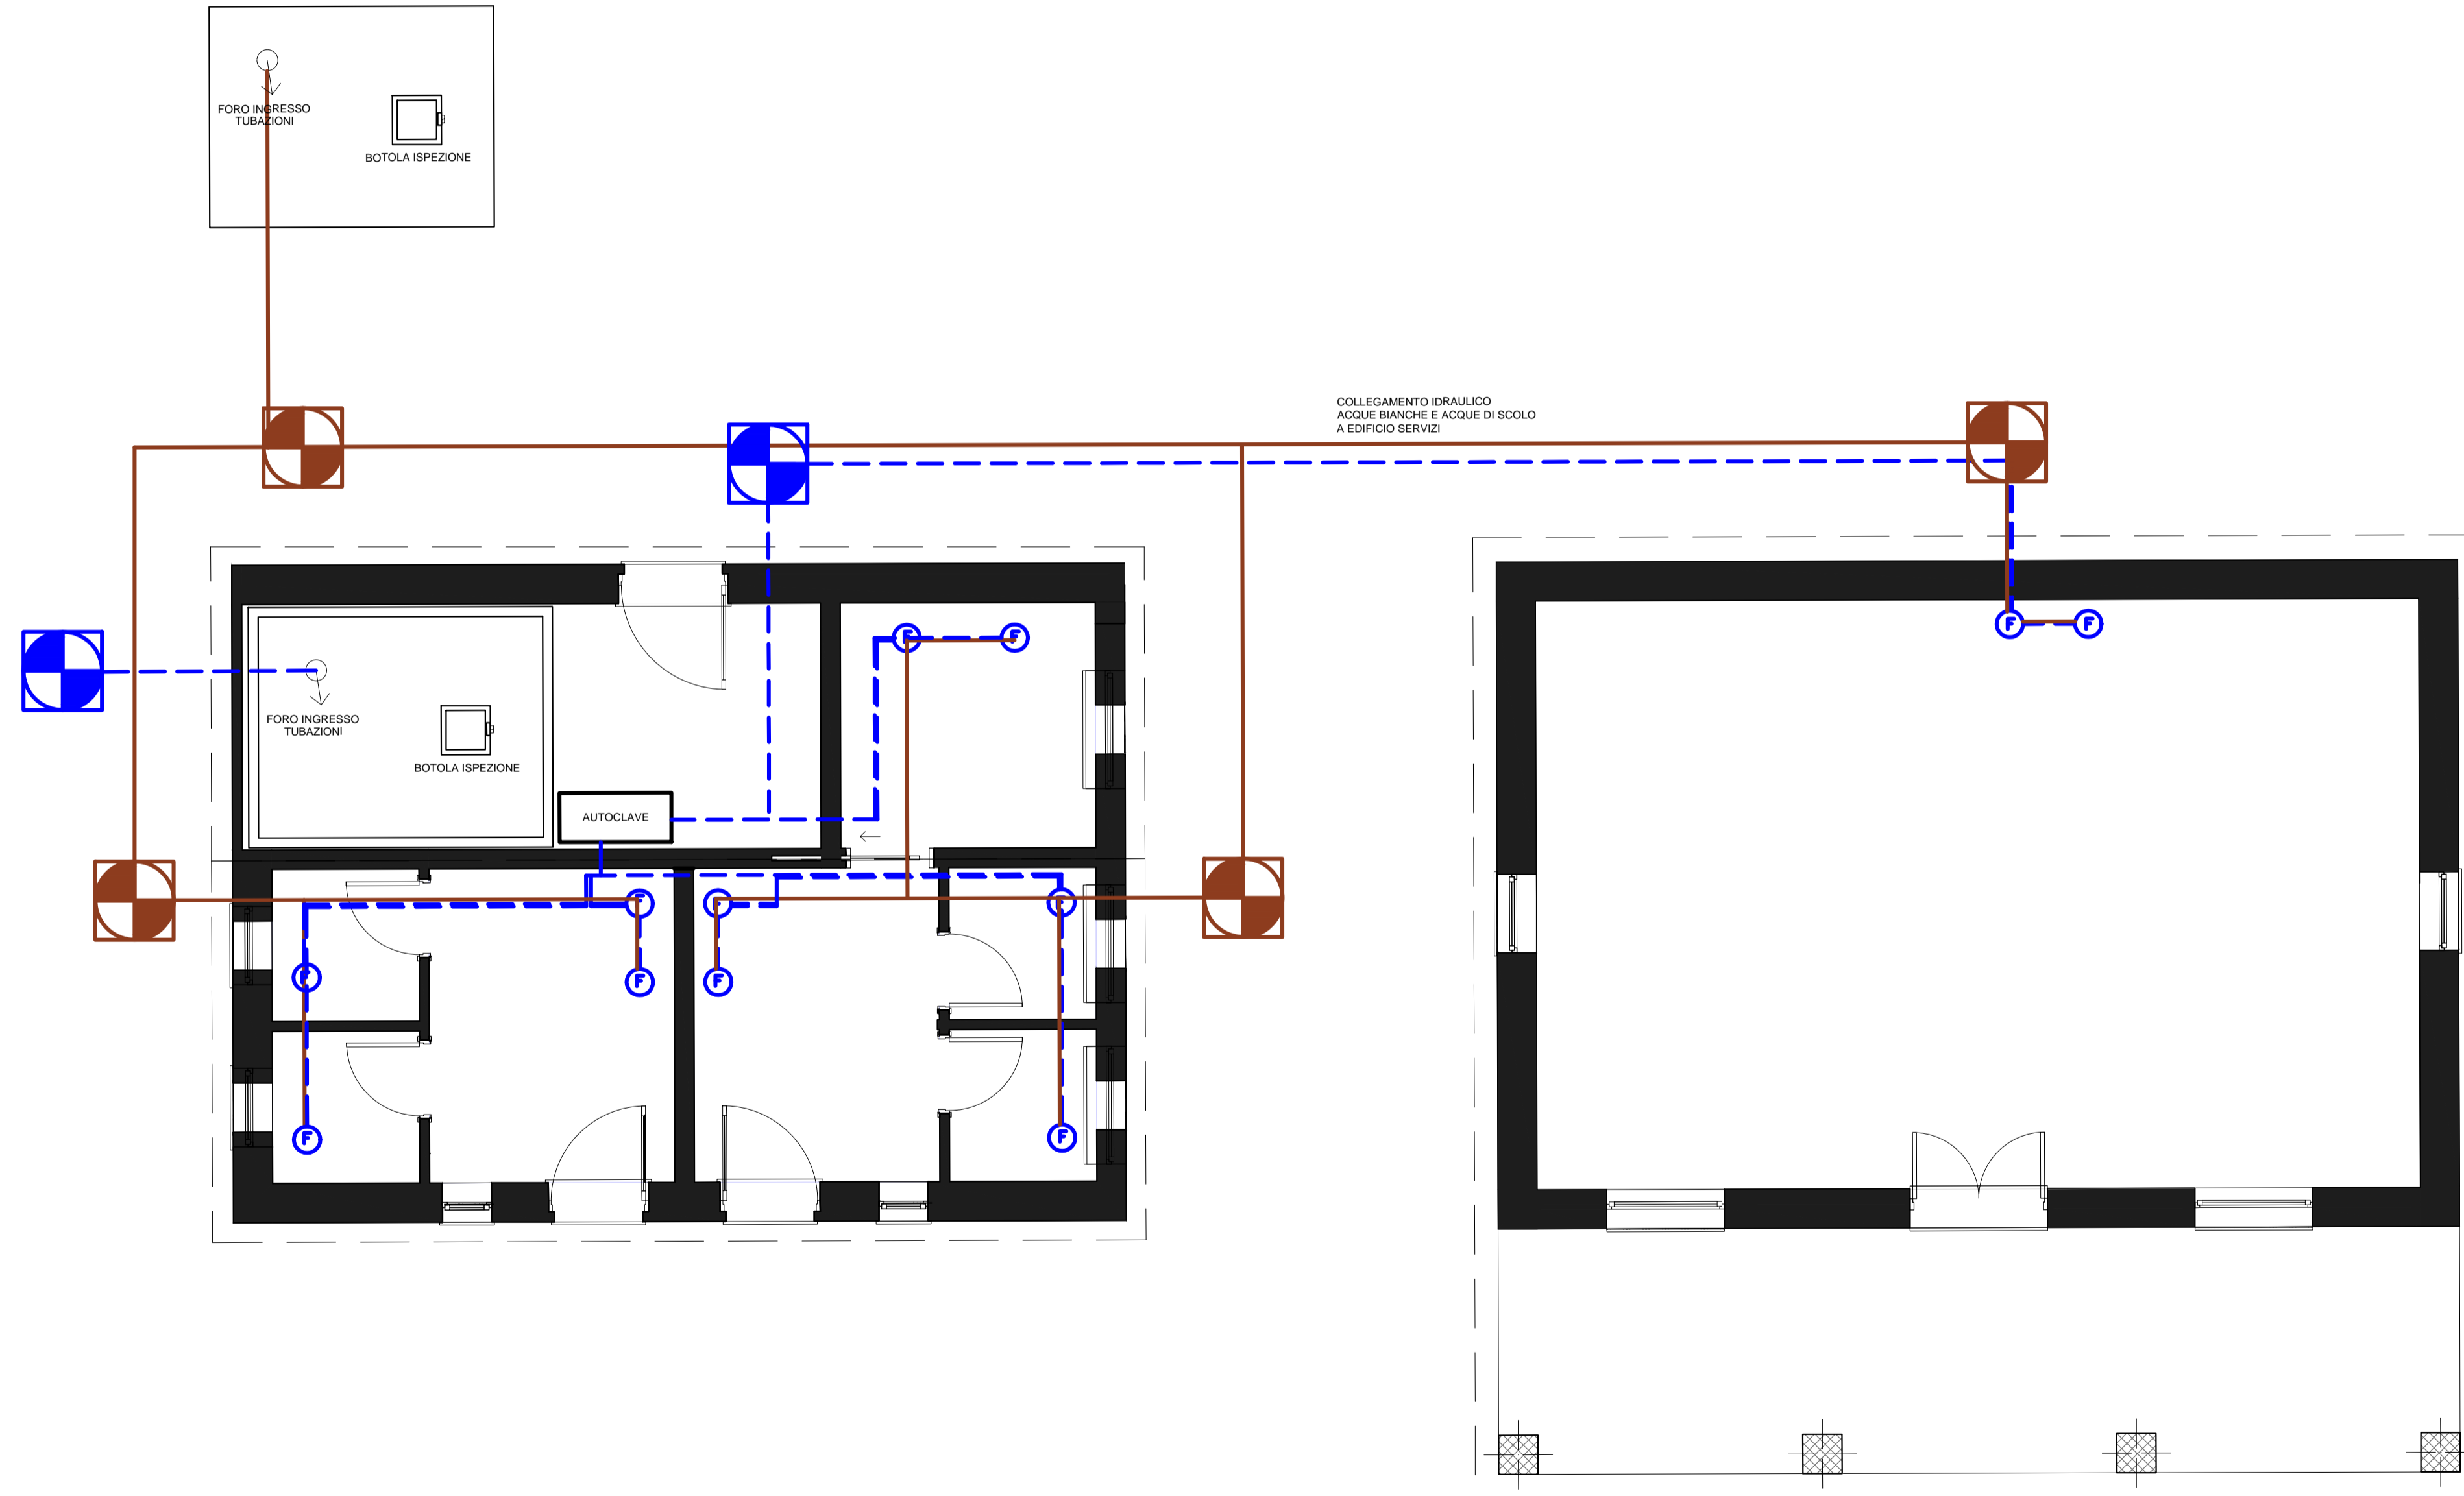 FORO INGRESSO
TUBAZIONI
BOTOLA ISPEZIONE
COLLEGAMENTO IDRAULICO
ACQUE BIANCHE E ACQUE DI SCOLO
A EDIFICIO SERVIZI
F
F
F
F
FORO INGRESSO
TUBAZIONI
BOTOLA ISPEZIONE
AUTOCLAVE
F
F
F
F
F
F
F
F